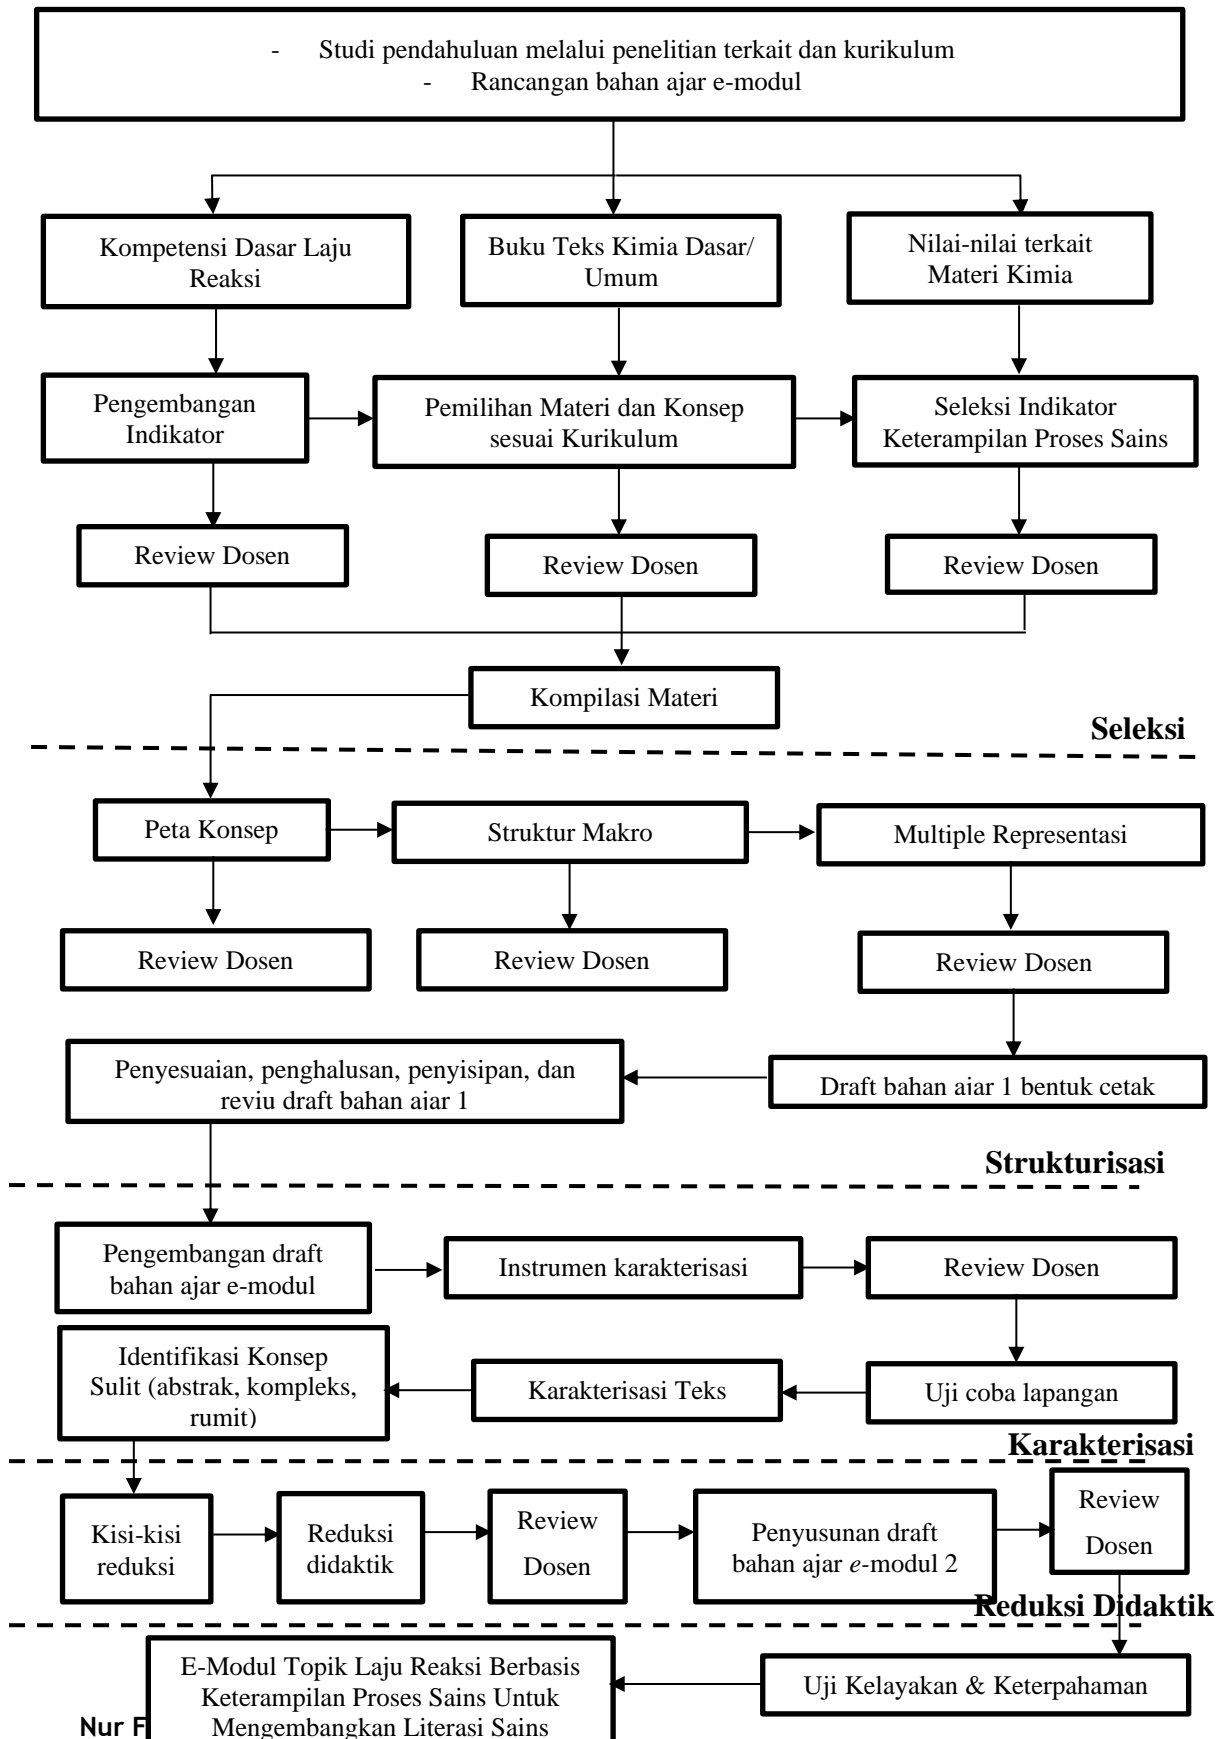 - Studi pendahuluan melalui penelitian terkait dan kurikulum
- Rancangan bahan ajar e-modul
Kompetensi Dasar Laju
Reaksi
Buku Teks Kimia Dasar/
Umum
Nilai-nilai terkait
Materi Kimia
Pengembangan
Indikator
Pemilihan Materi dan Konsep
sesuai Kurikulum
Seleksi Indikator
Keterampilan Proses Sains
Review Dosen
Review Dosen
Review Dosen
Kompilasi Materi
Seleksi
Peta Konsep
Struktur Makro
Multiple Representasi
Review Dosen
Review Dosen
Review Dosen
Penyesuaian, penghalusan, penyisipan, dan
reviu draft bahan ajar 1
Draft bahan ajar 1 bentuk cetak
Strukturisasi
Pengembangan draft
bahan ajar e-modul
Instrumen karakterisasi
Review Dosen
Identifikasi Konsep
Sulit (abstrak, kompleks,
rumit)
Karakterisasi Teks
Uji coba lapangan
Karakterisasi
Kisi-kisi
reduksi
Reduksi
didaktik
Review
Dosen
Penyusunan draft
bahan ajar e-modul 2
Review
Dosen
Reduksi Didaktik
E-Modul Topik Laju Reaksi Berbasis
Keterampilan Proses Sains Untuk
Mengembangkan Literasi Sains
Uji Kelayakan & Keterpahaman
Nur F